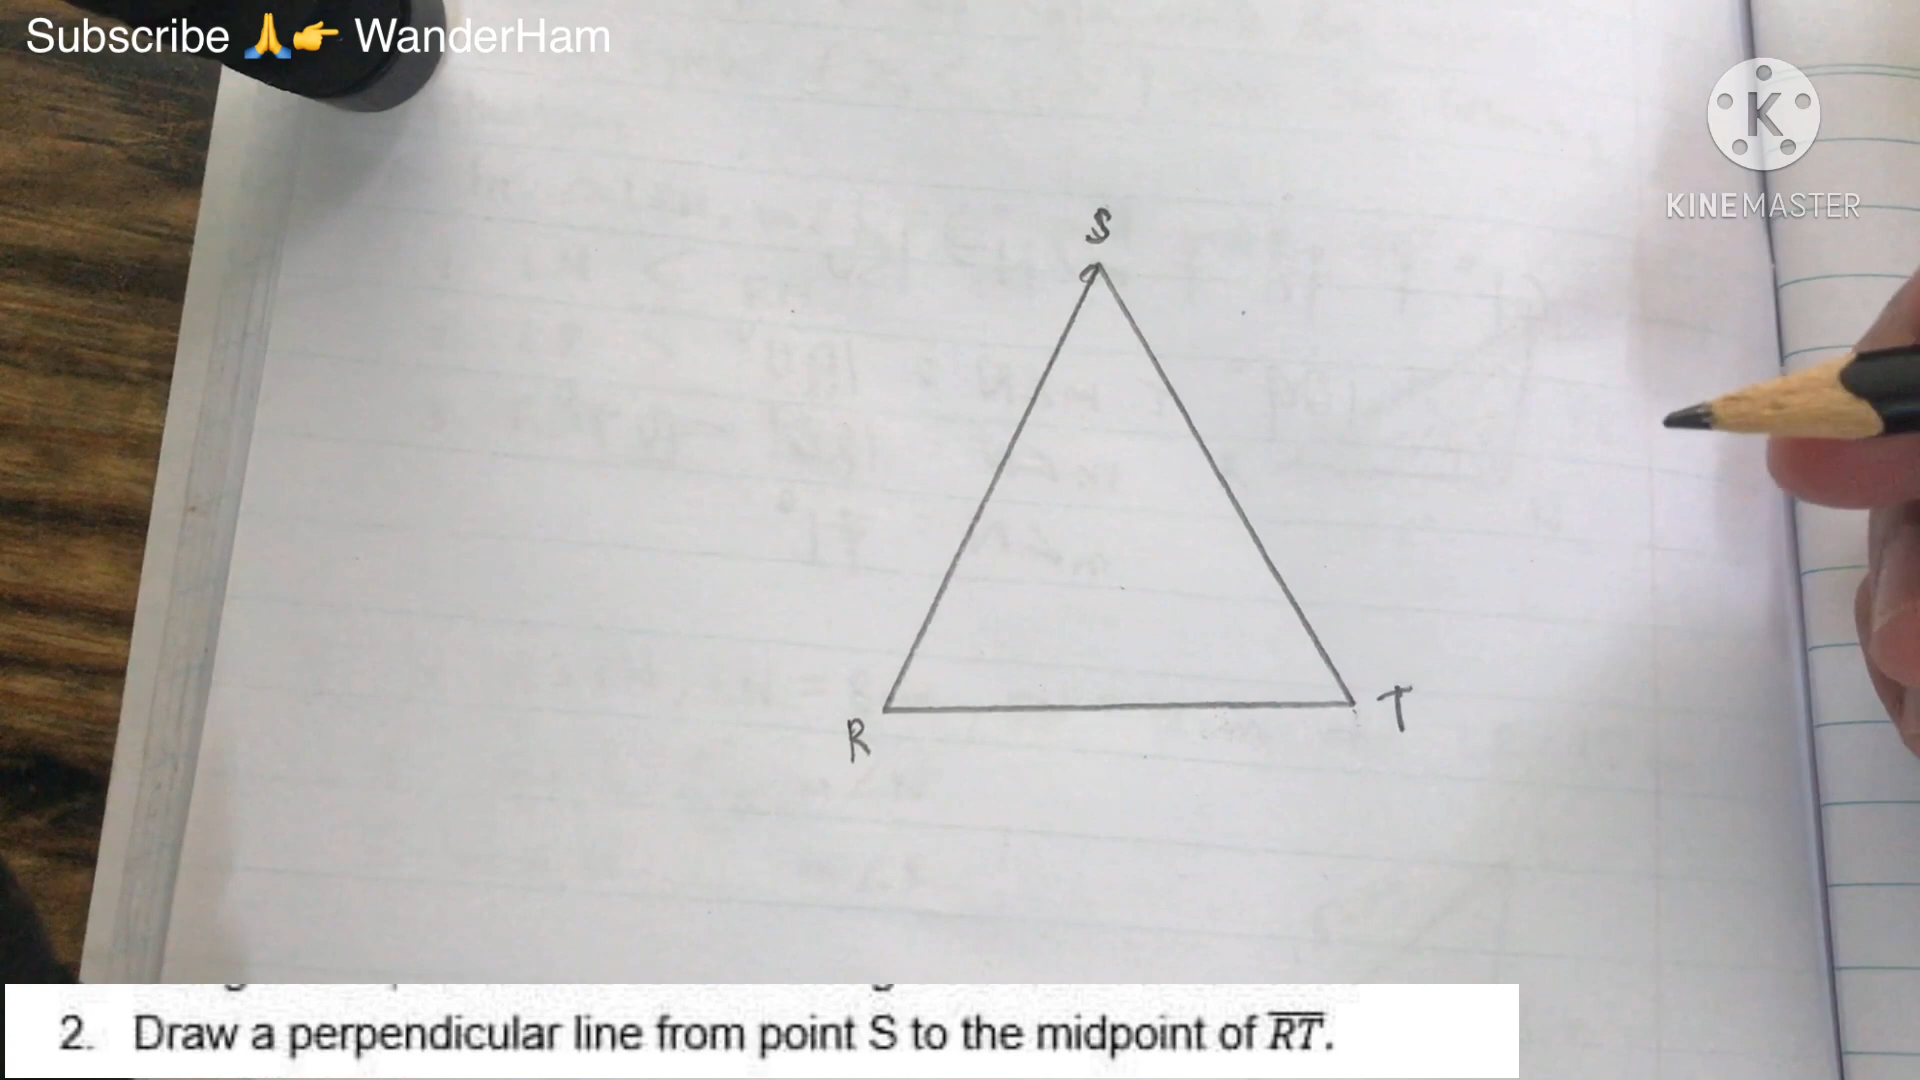 Subscribe 🙏👉 WanderHam
KINEMASTER
S
R
T
2. Draw a perpendicular line from point S to the midpoint of RT.